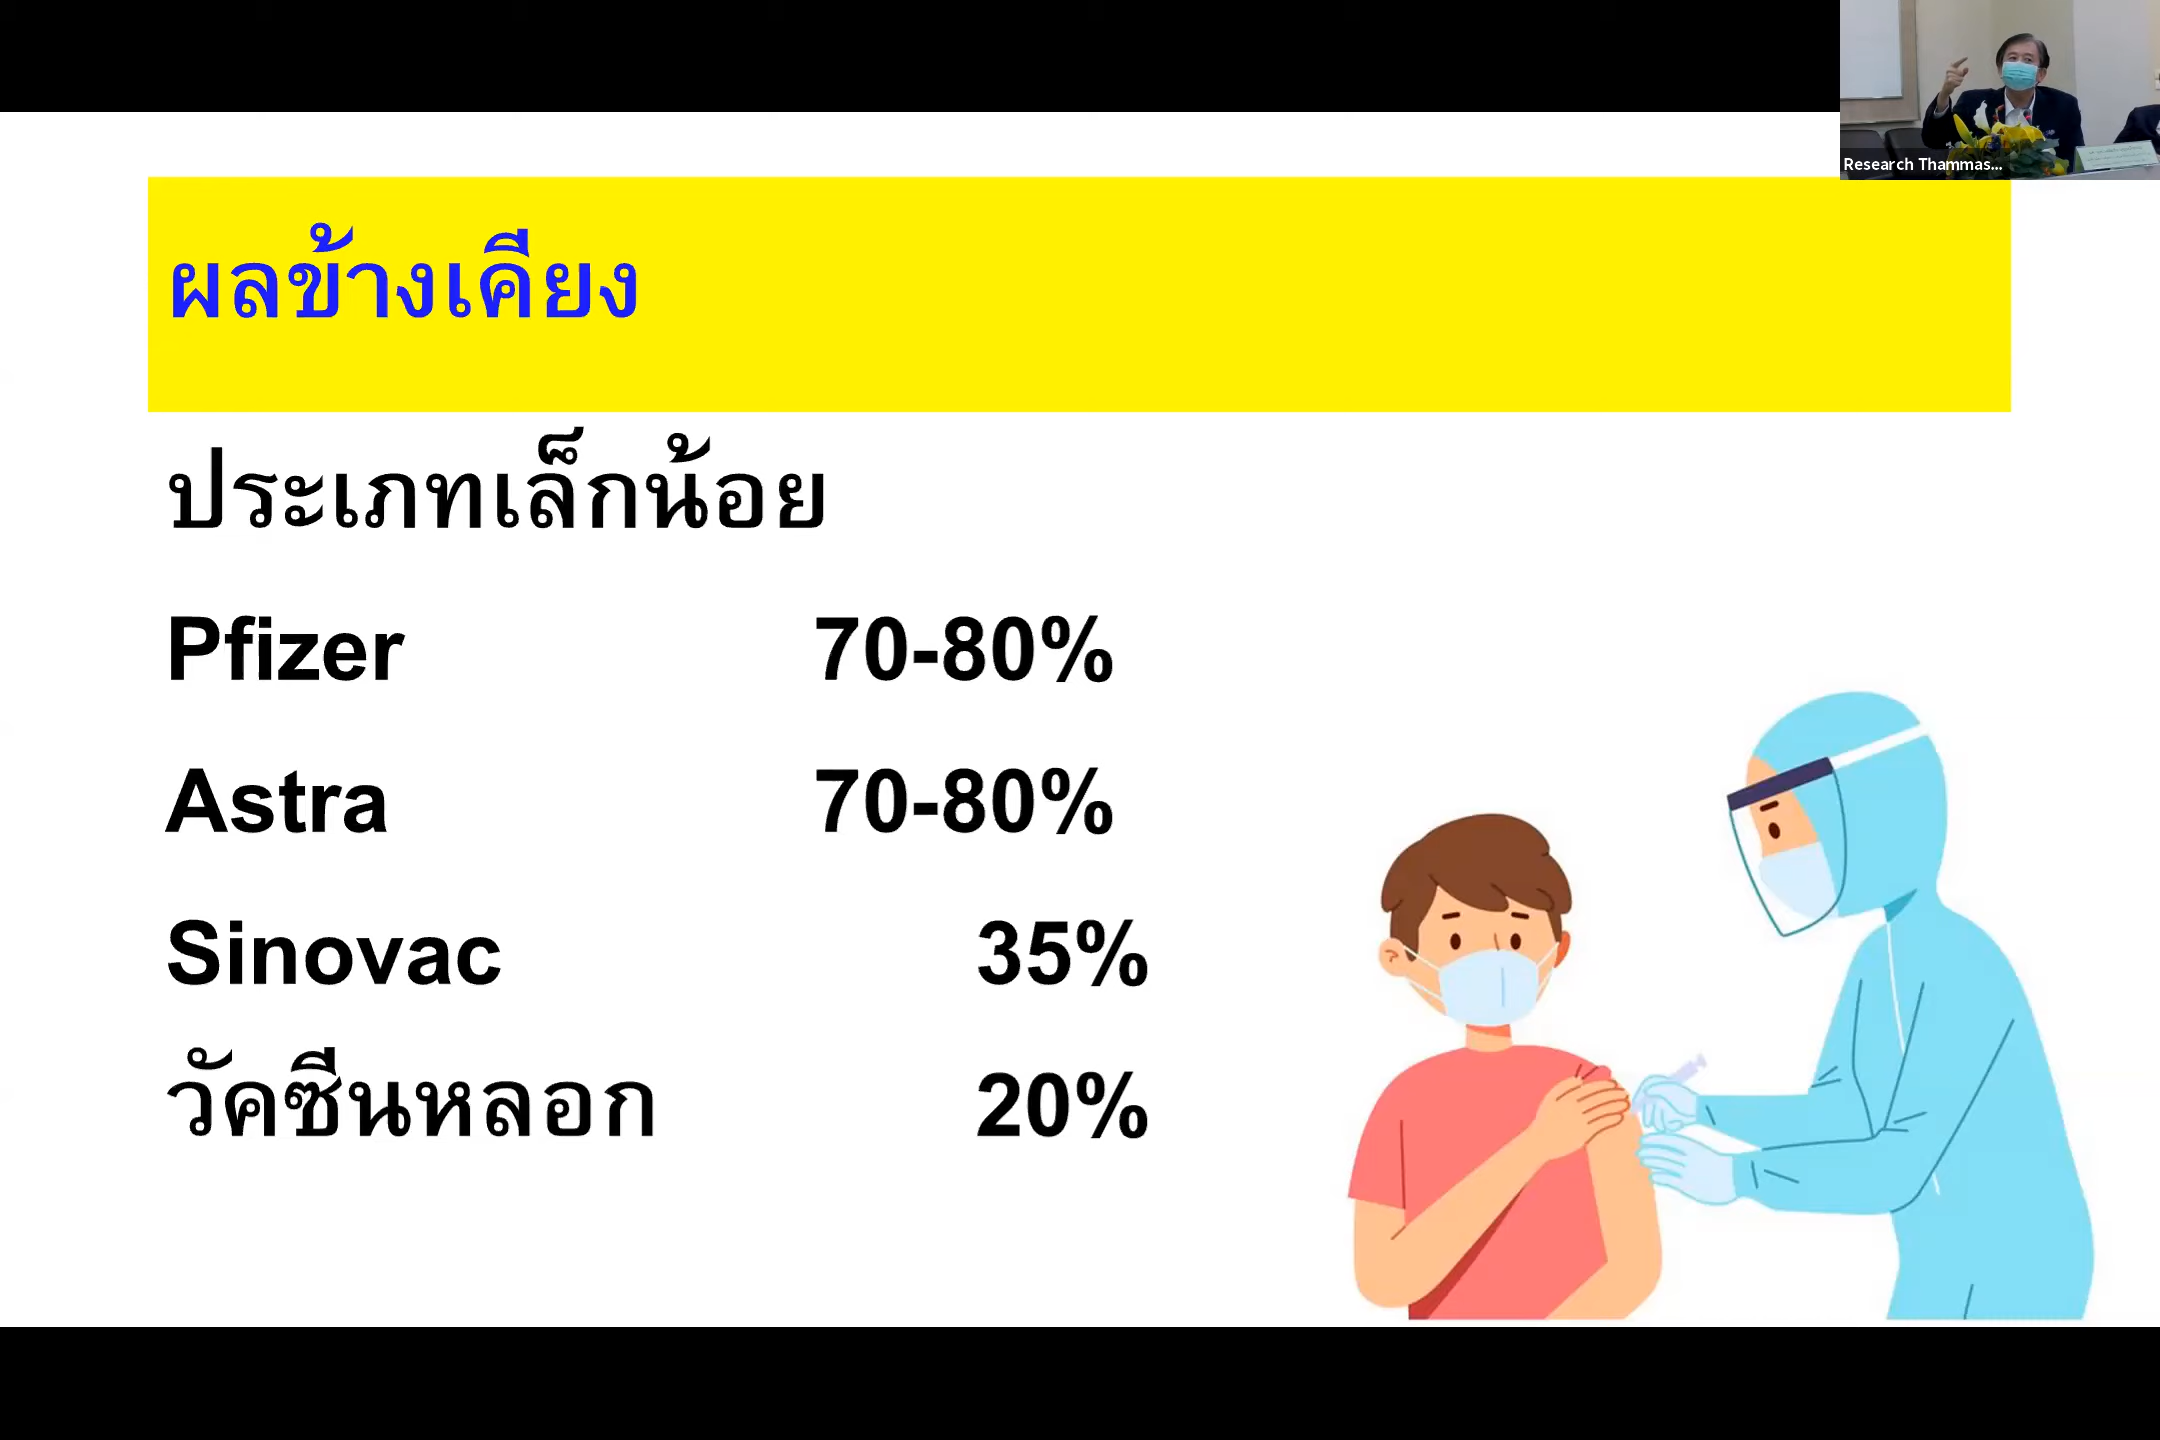 Research Thammas...
ผลข้างเคียง
ประเภทเล็กน้อย
Pfizer 70-80%
Astra 70-80%
Sinovac 35%
วัคซีนหลอก 20%